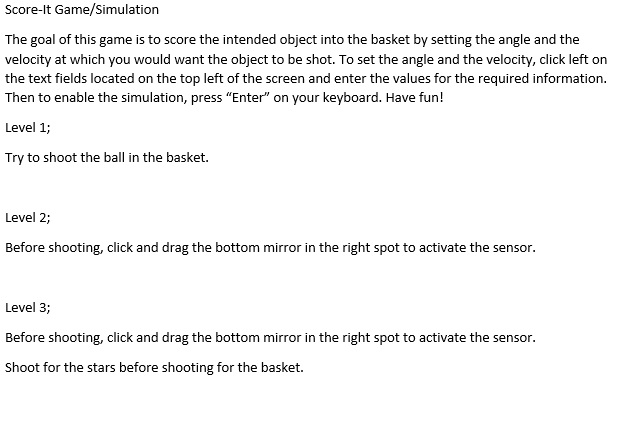 Score-It Game/Simulation
The goal of this game is to score the intended object into the basket by setting the angle and the
velocity at which you would want the object to be shot. To set the angle and the velocity, click left on
the text fields located on the top left of the screen and enter the values for the required information.
Then to enable the simulation, press “Enter” on your keyboard. Have fun!
Level 1;
Try to shoot the ball in the basket.
Level 2;
Before shooting, click and drag the bottom mirror in the right spot to activate the sensor.
Level 3;
Before shooting, click and drag the bottom mirror in the right spot to activate the sensor.
Shoot for the stars before shooting for the basket.